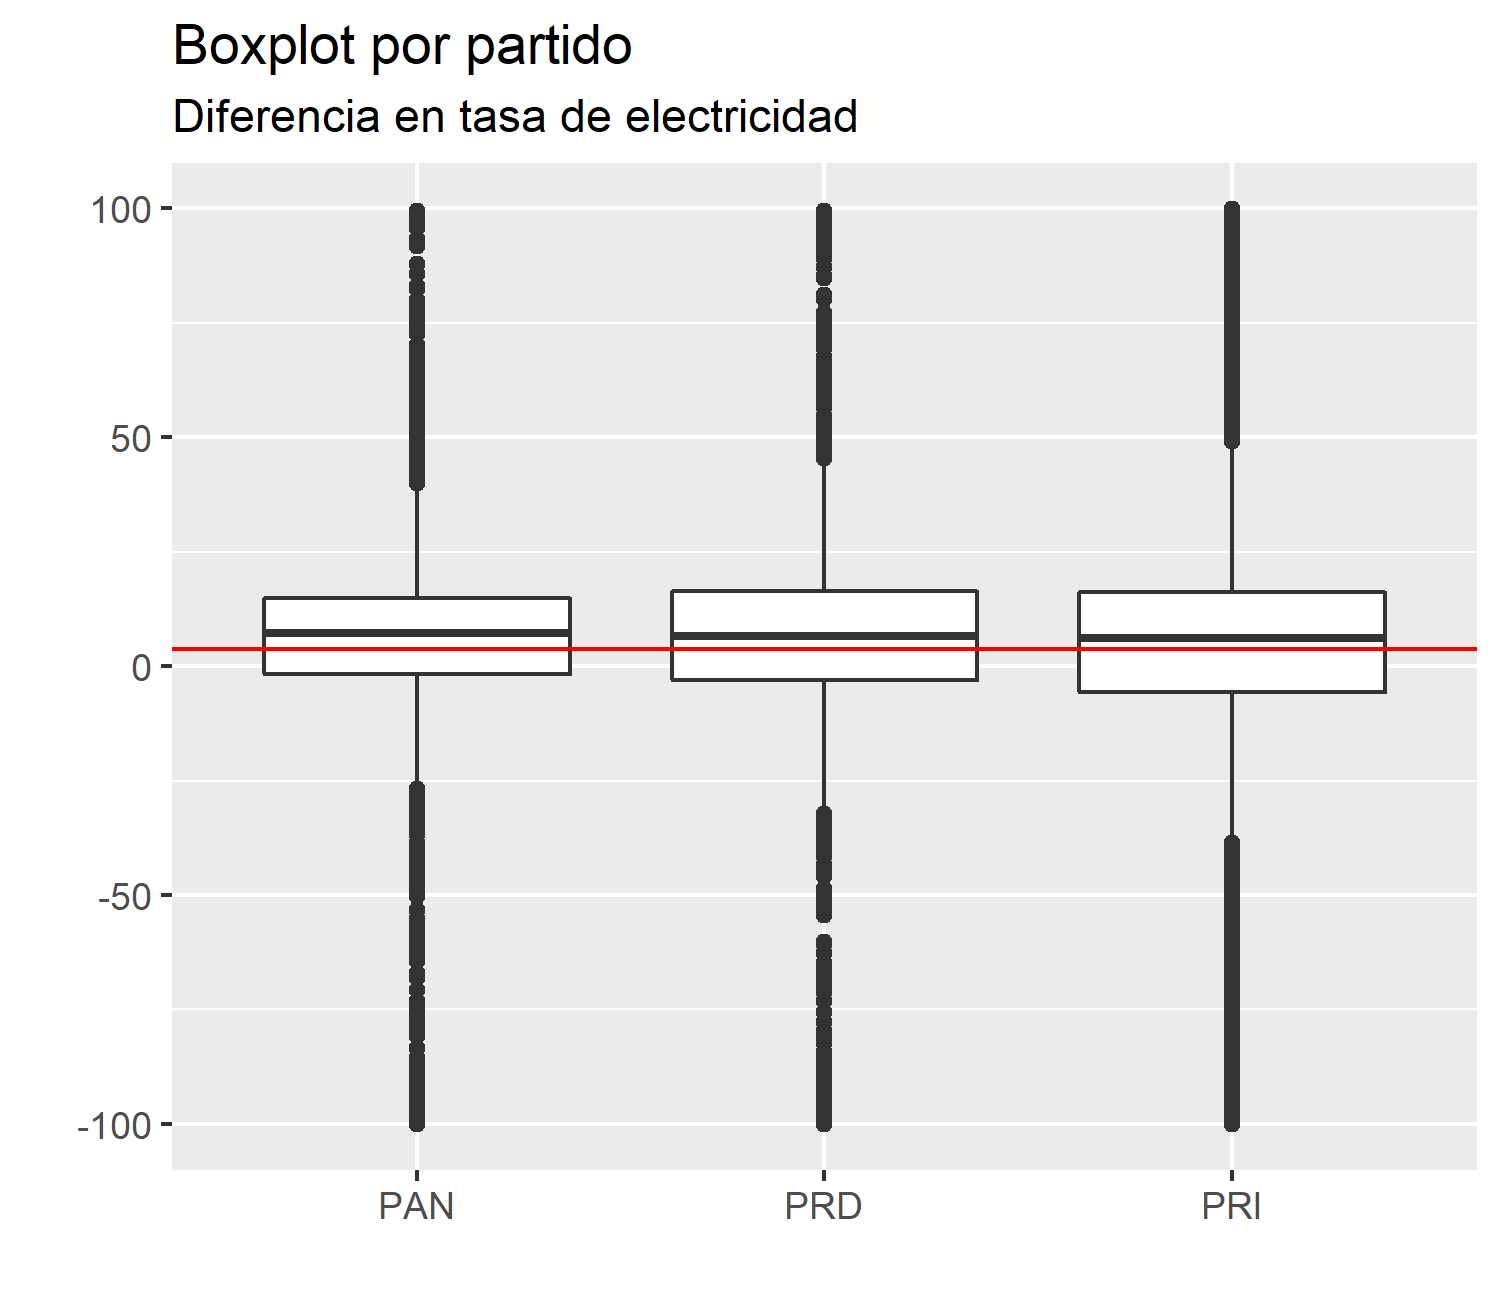 Boxplot por partido
Diferencia en tasa de electricidad
100
50
0
-50
-100
PAN PRD PRI